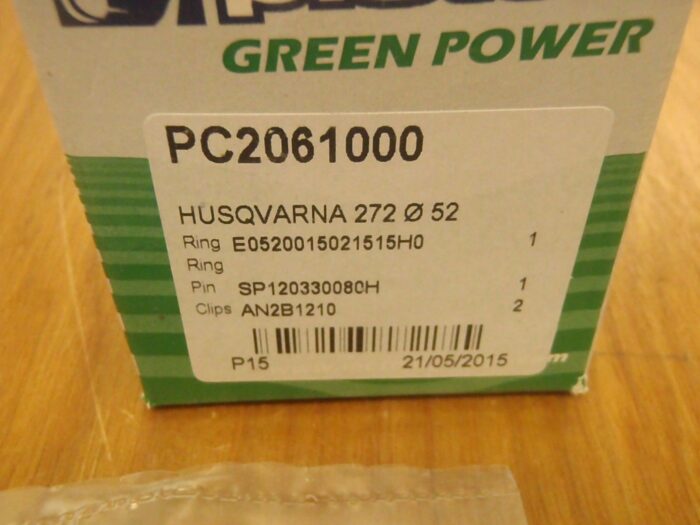 GREEN POWER
PC2061000
HUSQVARNA 272 Ø 52
Ring E0520015021515H0 1
Ring
Pin SP120330080H 1
Clips AN2B1210 2
P15 21/05/2015